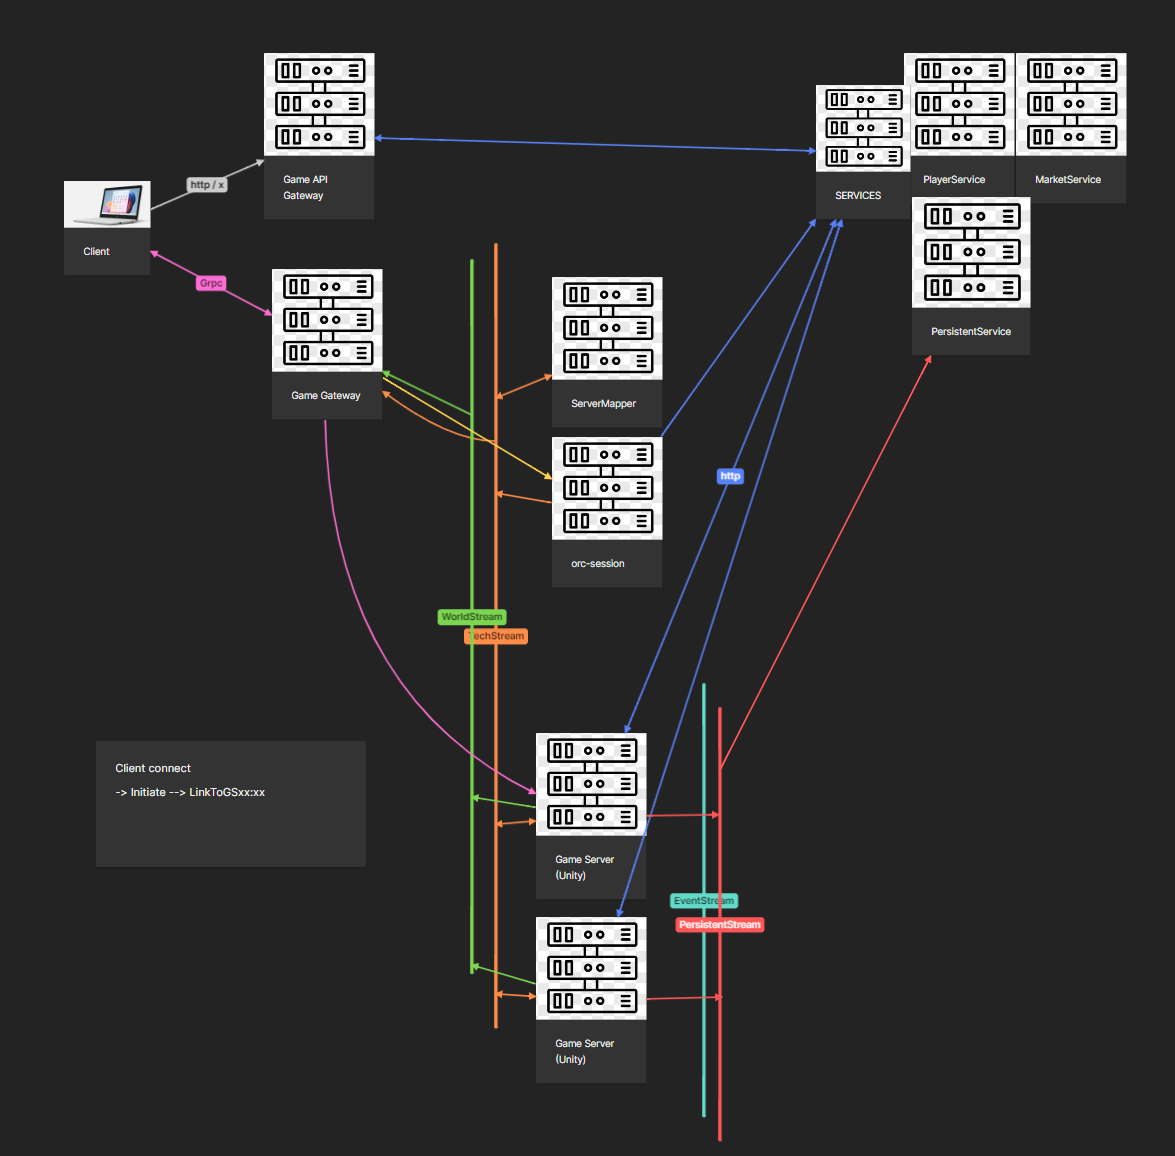 Game API
Gateway
http / x
Client
Grpc
Game Gateway
SERVICES
PlayerService
MarketService
PersistentService
ServerMapper
orc-session
http
WorldStream
TechStream
Client connect
-> Initiate --> LinkToGSxx:xx
Game Server
(Unity)
EventStream
PersistentStream
Game Server
(Unity)